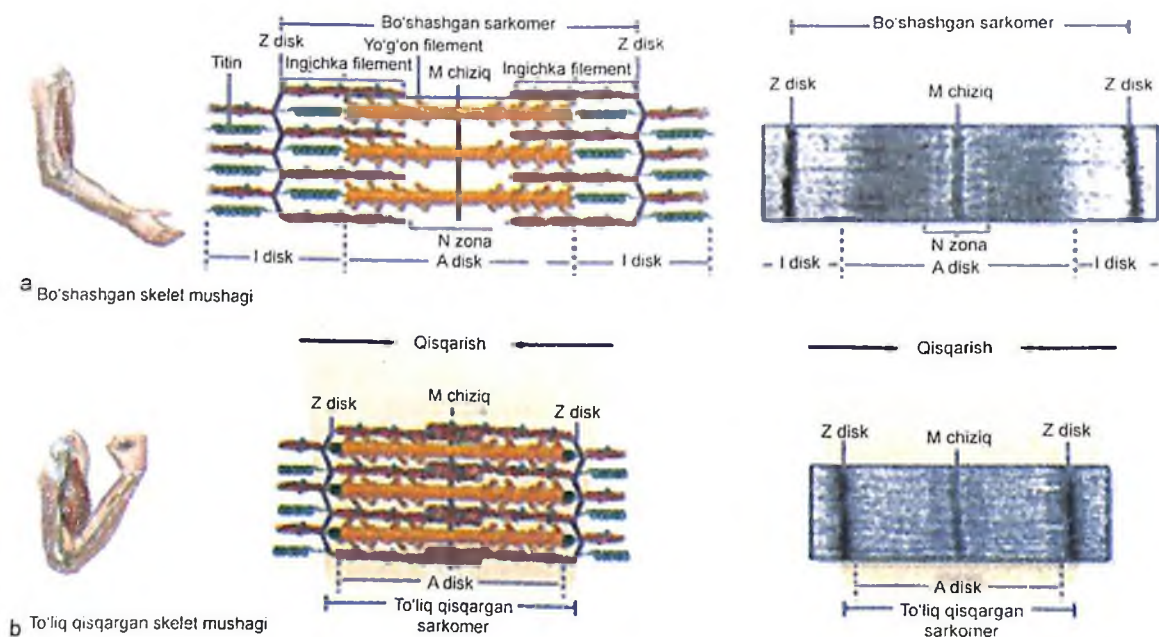 Bo'shashgan sarkomer
Z disk
Yo'g'on filement
Z disk
Titin
Ingichka filement
M chiziq
Ingichka filement
N zona
I disk
A disk
I disk
a Bo'shashgan skelet mushagi
Bo'shashgan sarkomer
Z disk
M chiziq
Z disk
N zona
I disk
A disk
I disk
Qisqarish
Z disk
M chiziq
Z disk
A disk
To'liq qisqargan
sarkomer
b To'liq qisqargan skelet mushagi
Qisqarish
Z disk
M chiziq
Z disk
A disk
To'liq qisqargan
sarkomer